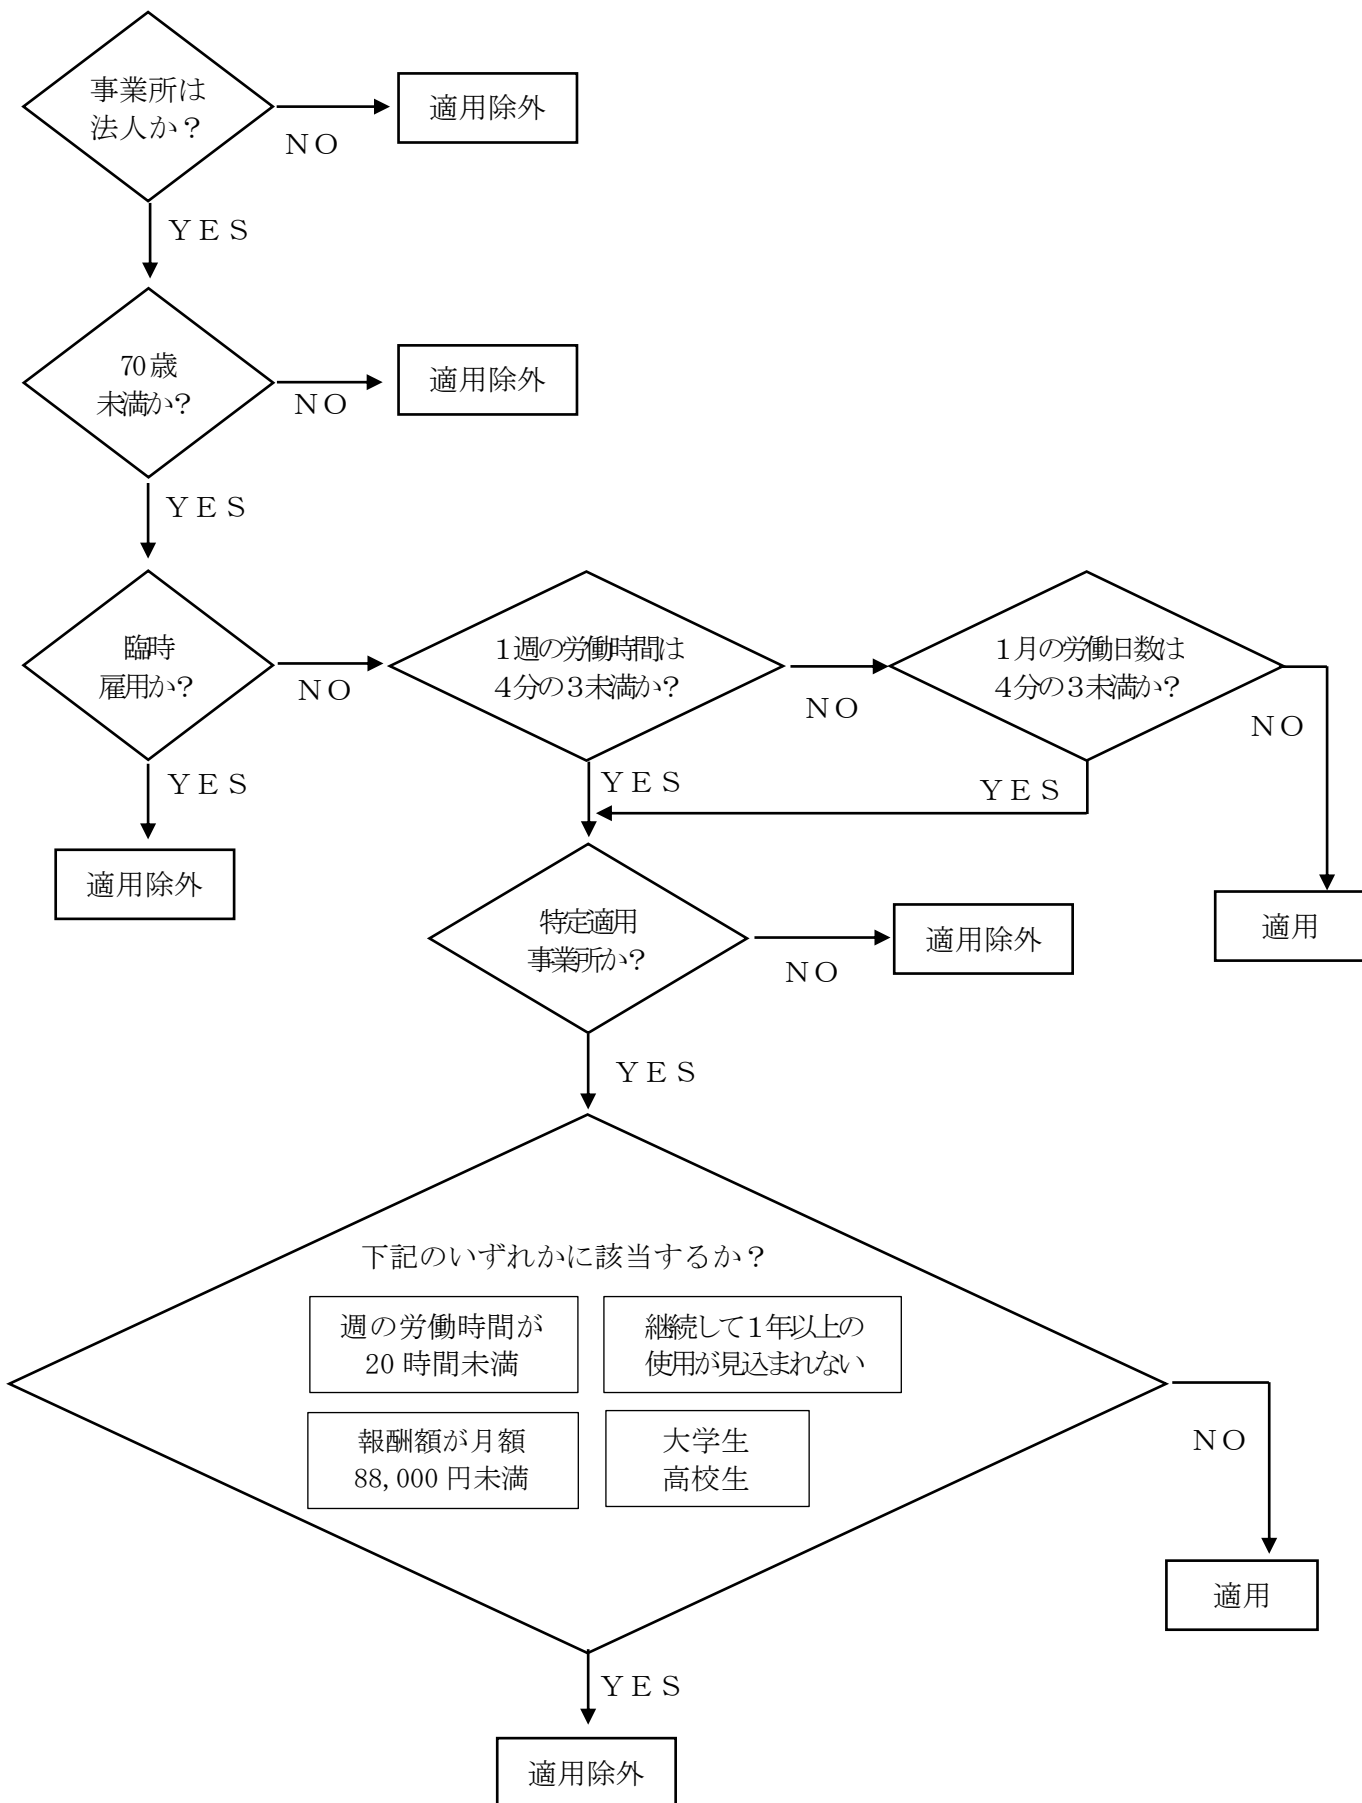 事業所は
法人か？
NO
適用除外
YES
70歳
未満か？
NO
適用除外
YES
臨時
雇用か？
NO
１週の労働時間は
４分の３未満か？
NO
１月の労働日数は
４分の３未満か？
NO
YES
YES
YES
適用除外
特定適用
事業所か？
NO
適用除外
適用
YES
下記のいずれかに該当するか？
週の労働時間が
20時間未満
継続して１年以上の
使用が見込まれない
報酬額が月額
88,000円未満
大学生
高校生
NO
適用
YES
適用除外